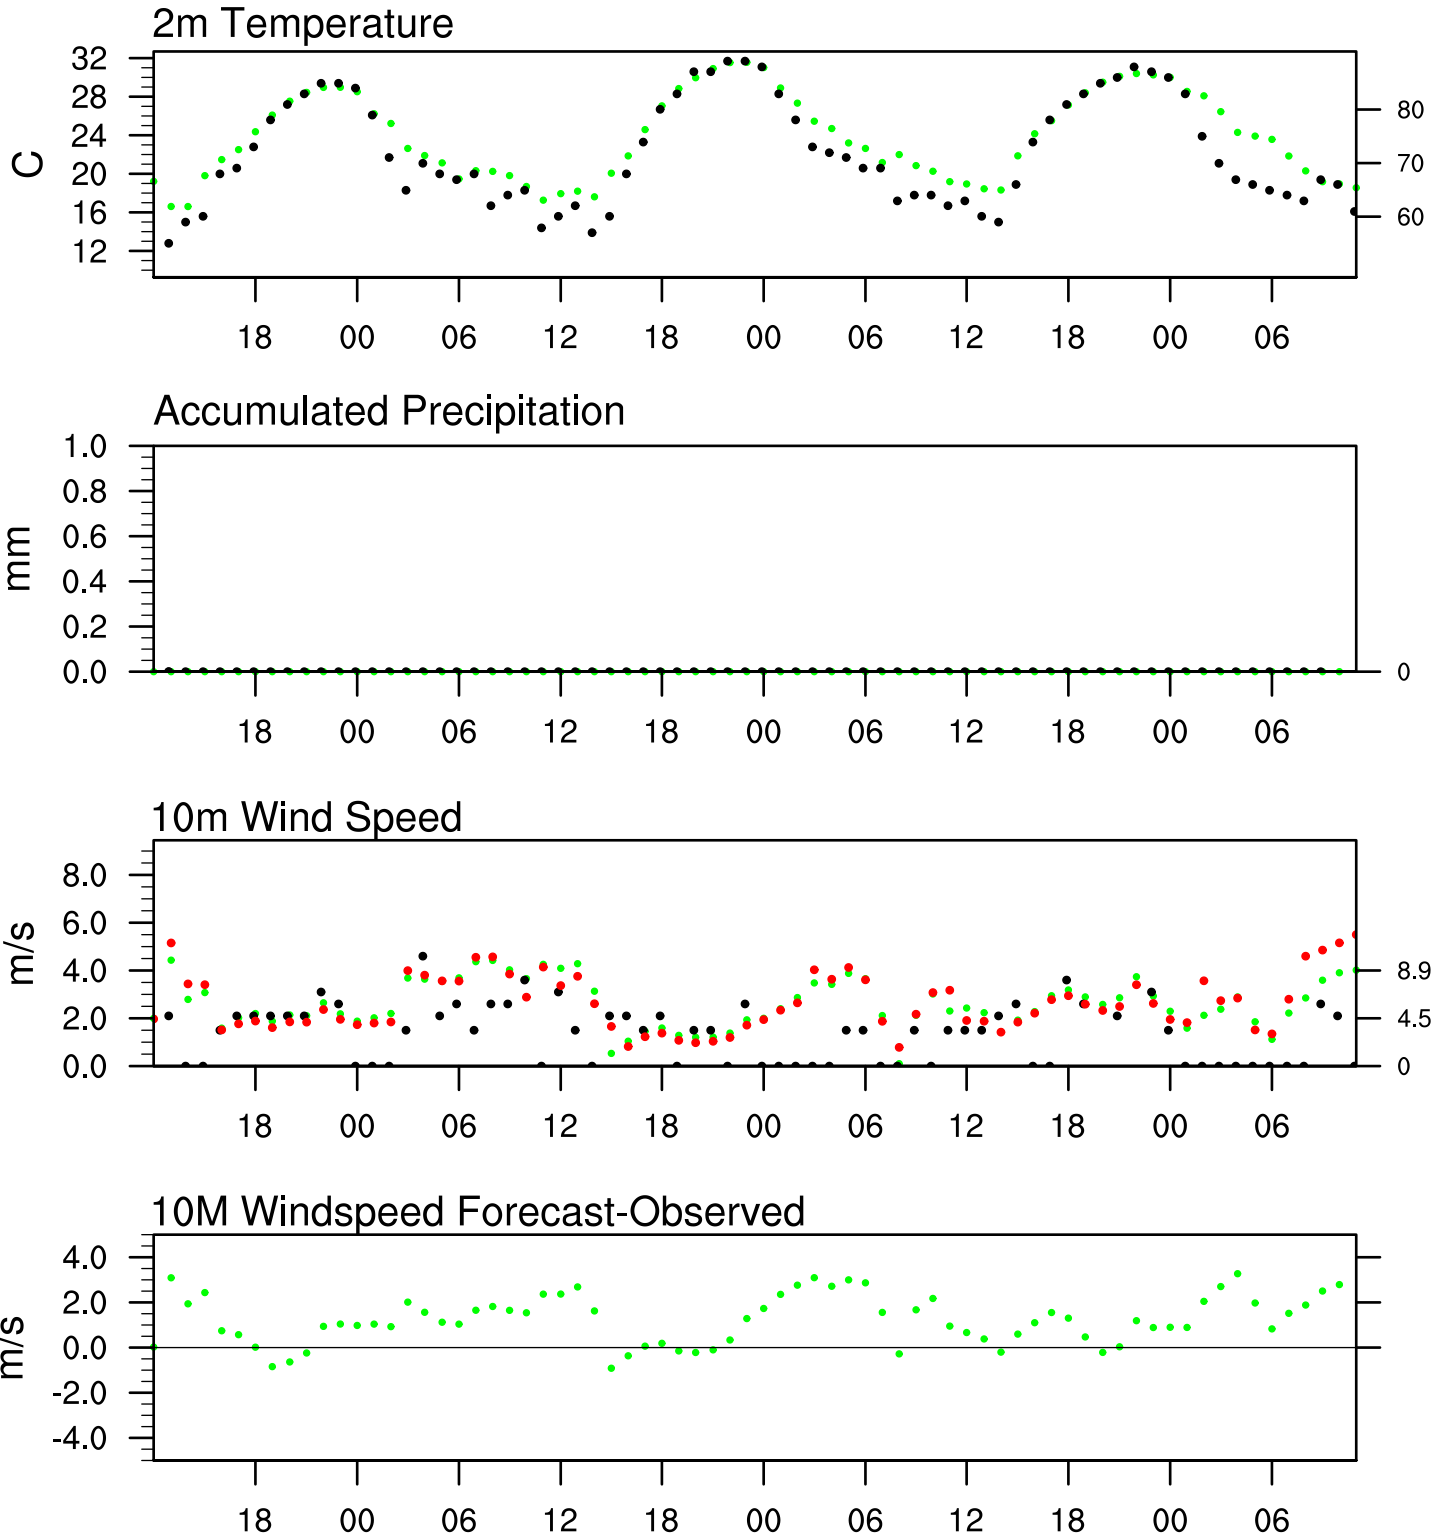 2m Temperature
32
28
24
20
16
12
C
80
70
60
18 00 06 12 18 00 06 12 18 00 06
Accumulated Precipitation
1.0
0.8
0.6
0.4
0.2
0.0
mm
0
18 00 06 12 18 00 06 12 18 00 06
10m Wind Speed
8.0
6.0
4.0
2.0
0.0
m/s
8.9
4.5
0
18 00 06 12 18 00 06 12 18 00 06
10M Windspeed Forecast-Observed
4.0
2.0
0.0
-2.0
-4.0
m/s
18 00 06 12 18 00 06 12 18 00 06